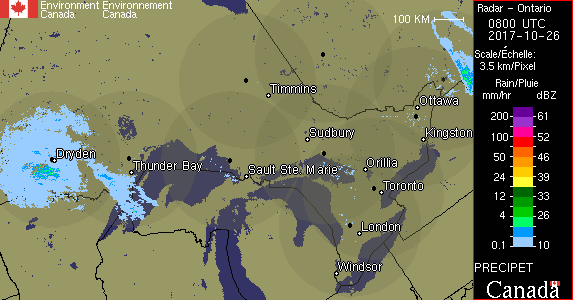 Environment Environnement
Canada Canada
100 KM
Radar - Ontario
0800 UTC
2017-10-26
Scale/Échelle:
3.5 km/Pixel
Rain/Pluie
mm/hr dBZ
200 61
100 52
50 46
24 39
12 33
4 26
0.1 10
PRECIPET
Canada
Timmins
Ottawa
Sudbury
Kingston
Dryden
Thunder Bay
Sault Ste. Marie
Orillia
Toronto
London
Windsor